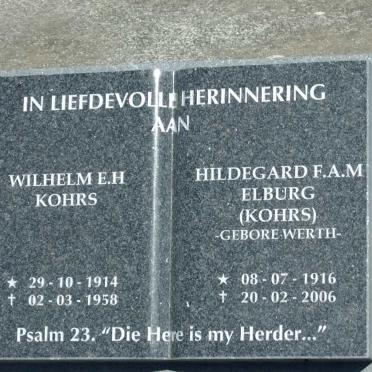 IN LIEFDEVOLLE HERINNERING
AAN
WILHELM E.H
KOHRS
★ 29-10-1914
✝ 02-03-1958
HILDEGARD F.A.M
ELBURG
(KOHRS)
-GEBORE WERTH-
★ 08-07-1916
✝ 20-02-2006
Psalm 23. "Die Here is my Herder..."